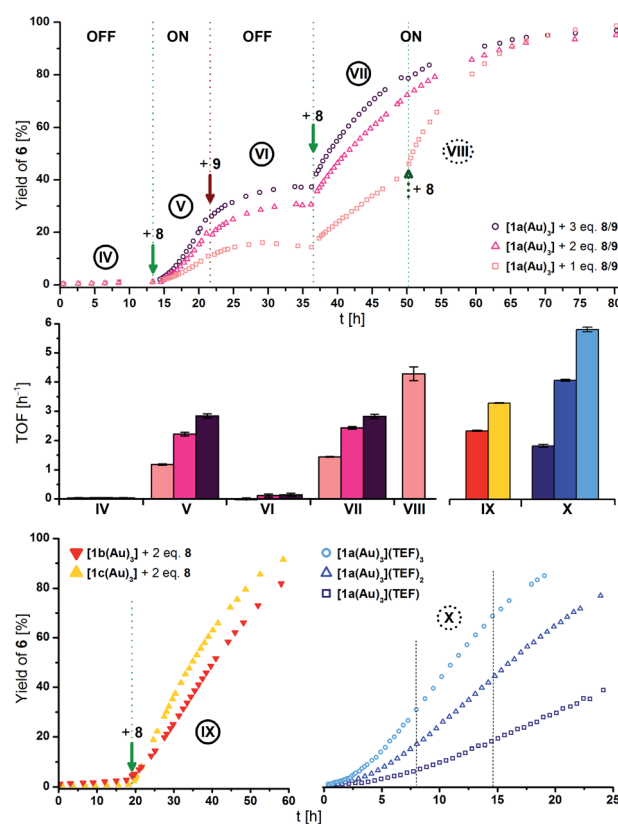 OFF ON OFF ON
100
80
60
40
20
0
Yield of 6 [%]
+ 8
+ 9
+ 8
+ 8
IV
V
VI
VII
VIII
[1a(Au)₃] + 3 eq. 8/9
[1a(Au)₃] + 2 eq. 8/9
[1a(Au)₃] + 1 eq. 8/9
0 5 10 15 20 25 30 35 40 45 50 55 60 65 70 75 80
t [h]
6
5
4
3
2
1
0
TOF [h⁻¹]
IV V VI VII VIII IX X
[1b(Au)₃] + 2 eq. 8
[1c(Au)₃] + 2 eq. 8
100
80
60
40
20
0
Yield of 6 [%]
+ 8
IX
0 10 20 30 40 50 60
[1a(Au)₃](TEF)₃
[1a(Au)₃](TEF)₂
[1a(Au)₃](TEF)
X
0 5 10 15 20 25
t [h]